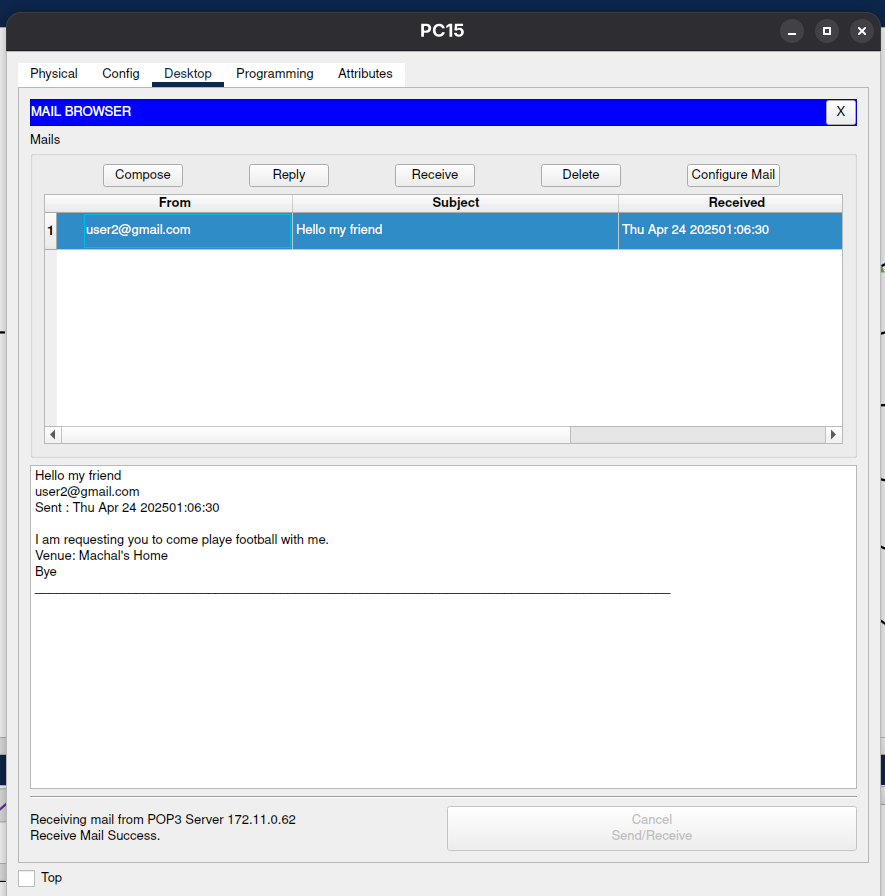 PC15
Physical Config Desktop Programming Attributes
MAIL BROWSER X
Mails
Compose Reply Receive Delete Configure Mail
From Subject Received
1 user2@gmail.com Hello my friend Thu Apr 24 202501:06:30
Hello my friend
user2@gmail.com
Sent : Thu Apr 24 202501:06:30
I am requesting you to come playe football with me.
Venue: Machal's Home
Bye
Receiving mail from POP3 Server 172.11.0.62
Receive Mail Success.
Cancel
Send/Receive
Top